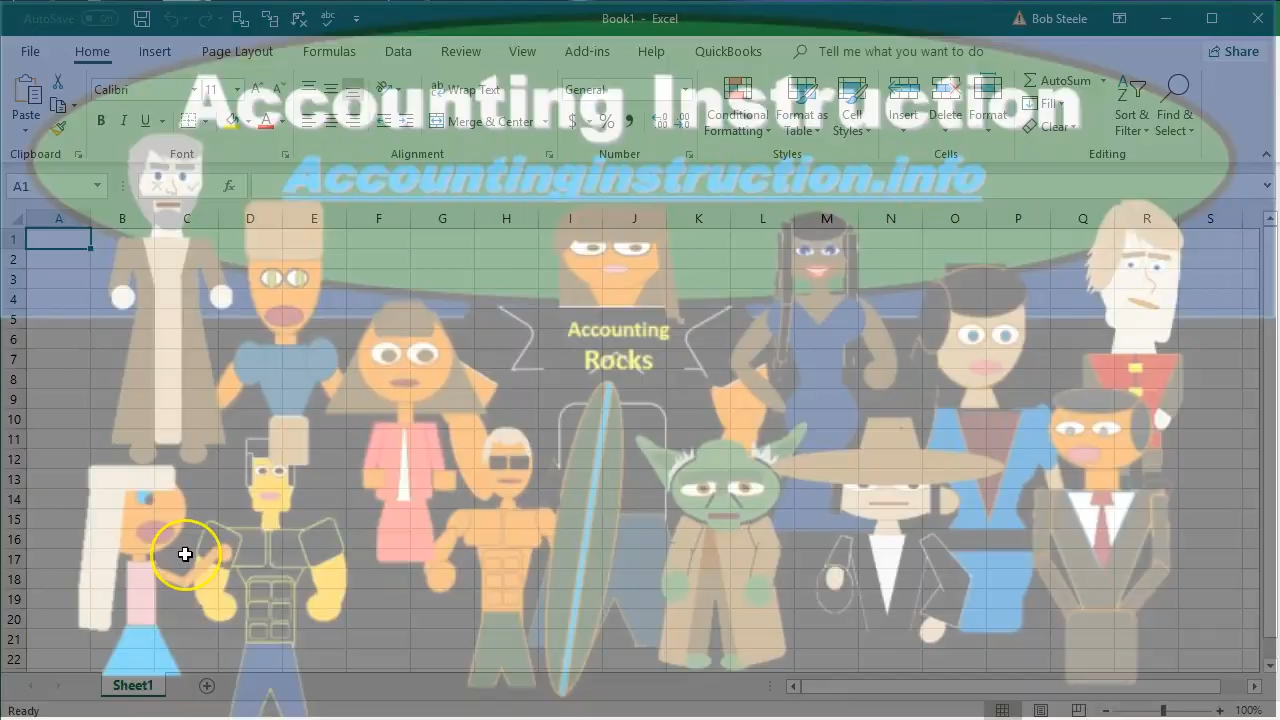 AutoSave Off Book1 - Excel Bob Steele
File Home Insert Page Layout Formulas Data Review View Add-ins Help QuickBooks Tell me what you want to do Share
Accounting Instruction
Accountinginstruction.info
Paste
Calibri 11
B I U
Wrap Text
Merge & Center
General
$ % ,
Conditional Formatting
Format as Table
Cell Styles
Insert Delete Format
AutoSum
Fill
Clear
Sort & Filter
Find & Select
Clipboard Font Alignment Number Styles Cells Editing
A1 fx
A B C D E F G H I J K L M N O P Q R S
1
2
3
4
5
6
7
8
9
10
11
12
13
14
15
16
17
18
19
20
21
22
Accounting
Rocks
Sheet1
Ready 100%